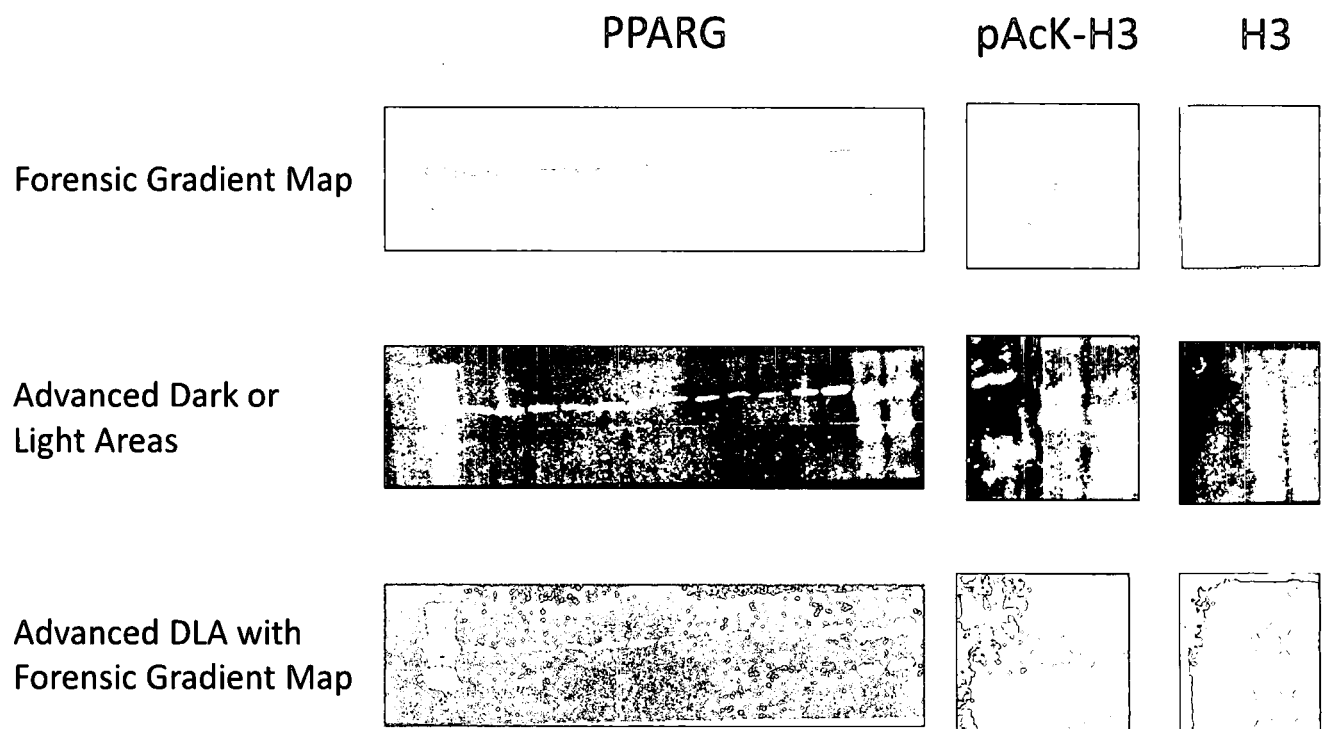 PPARG pAcK-H3 H3
Forensic Gradient Map
Advanced Dark or
Light Areas
Advanced DLA with
Forensic Gradient Map